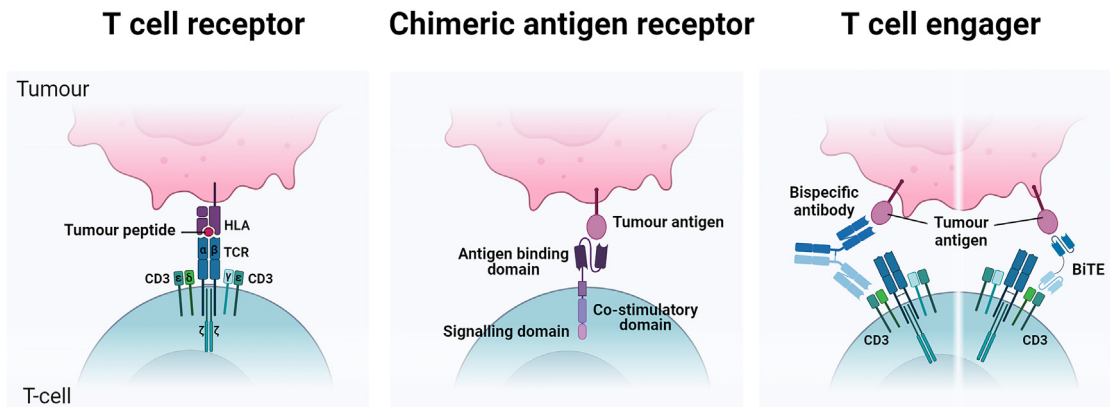 T cell receptor
Chimeric antigen receptor
T cell engager
Tumour
Tumour peptide
HLA
α β
TCR
CD3 ε δ
γ ε CD3
ζ ζ
T-cell
Tumour antigen
Antigen binding
domain
Co-stimulatory
domain
Signalling domain
Bispecific
antibody
Tumour
antigen
BiTE
CD3
CD3